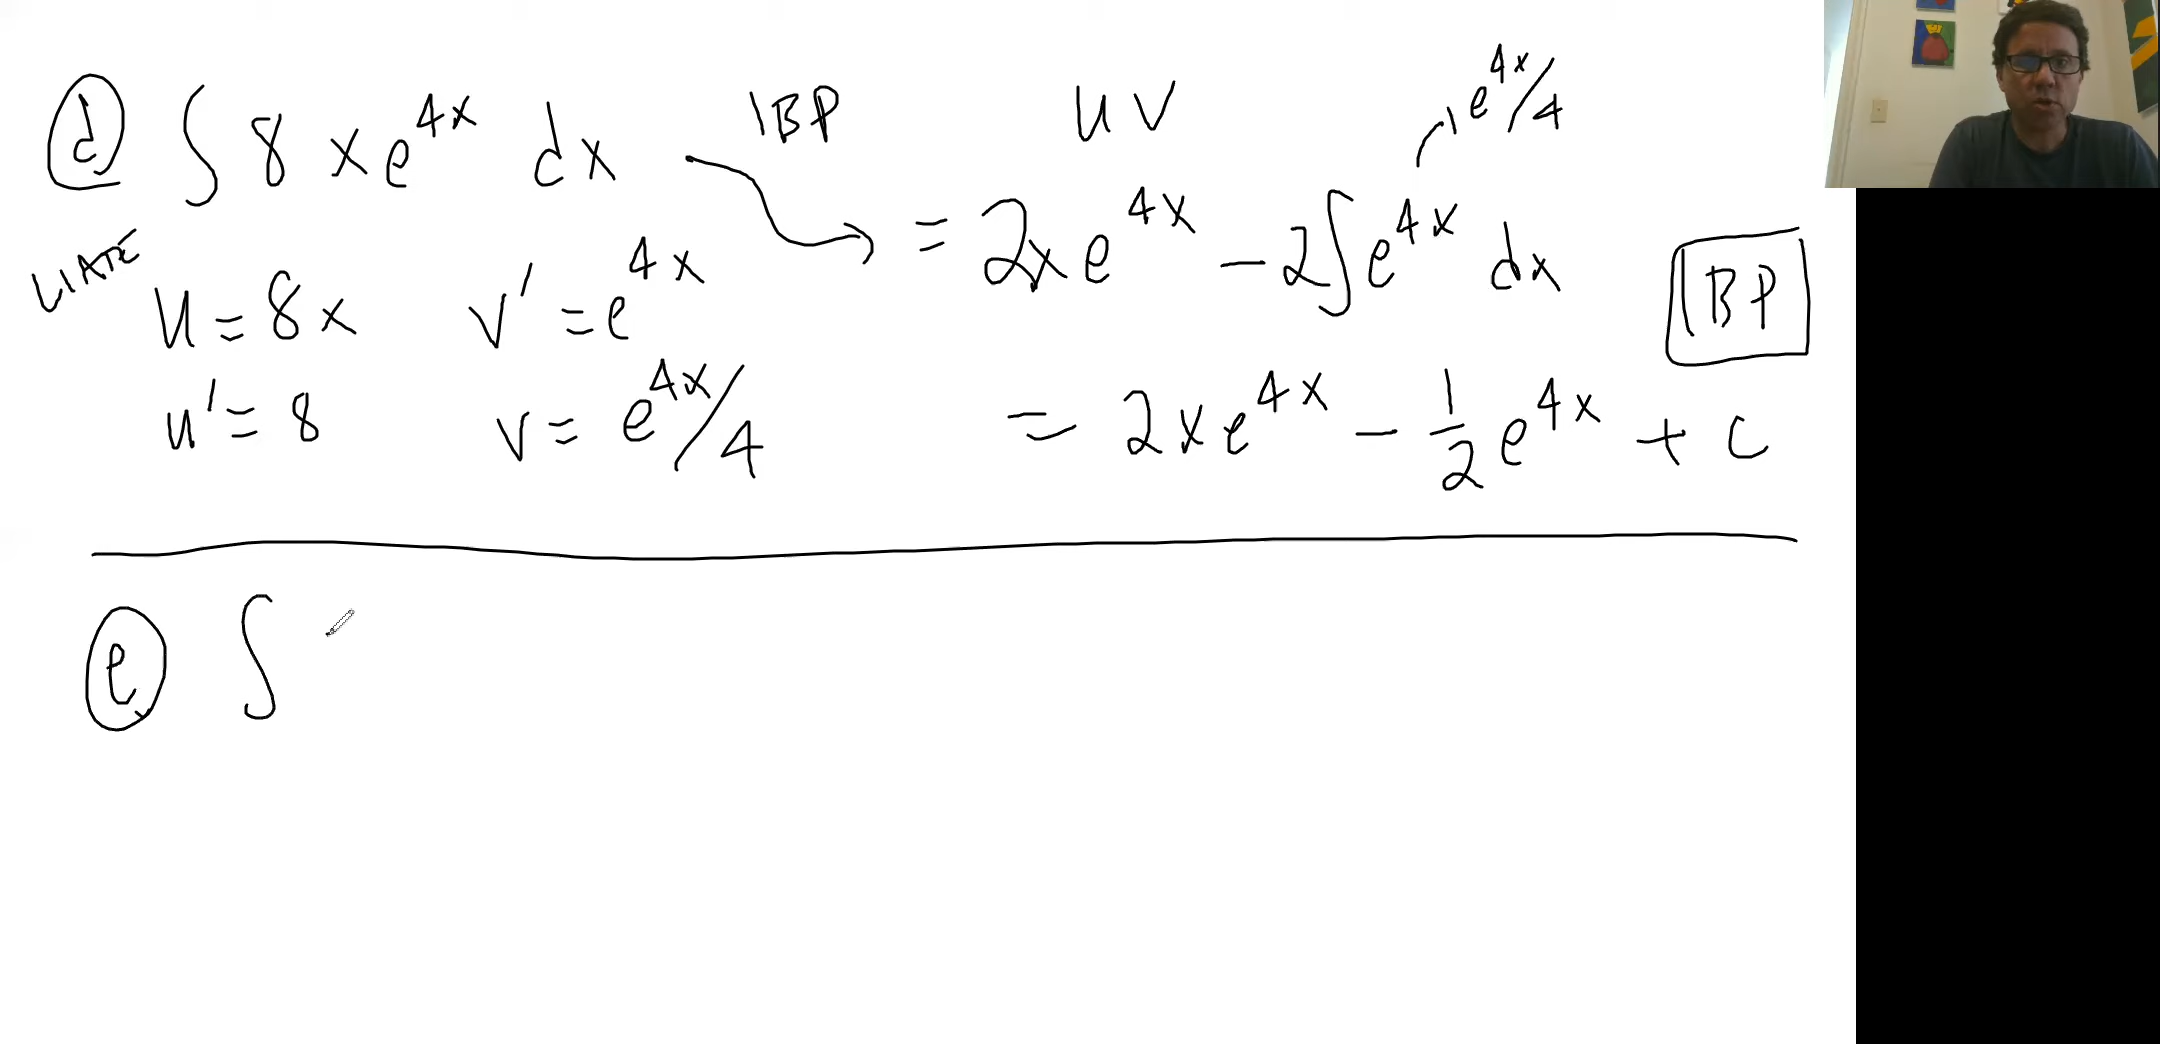 ⓓ ∫ 8 x e^{4x} dx
IBP
u v
e^{4x}/4
= 2x e^{4x} - 2∫ e^{4x} dx
IBP
LIATE
u = 8x v' = e^{4x}
u' = 8 v = e^{4x}/4
= 2x e^{4x} - 1/2 e^{4x} + c
ⓔ ∫